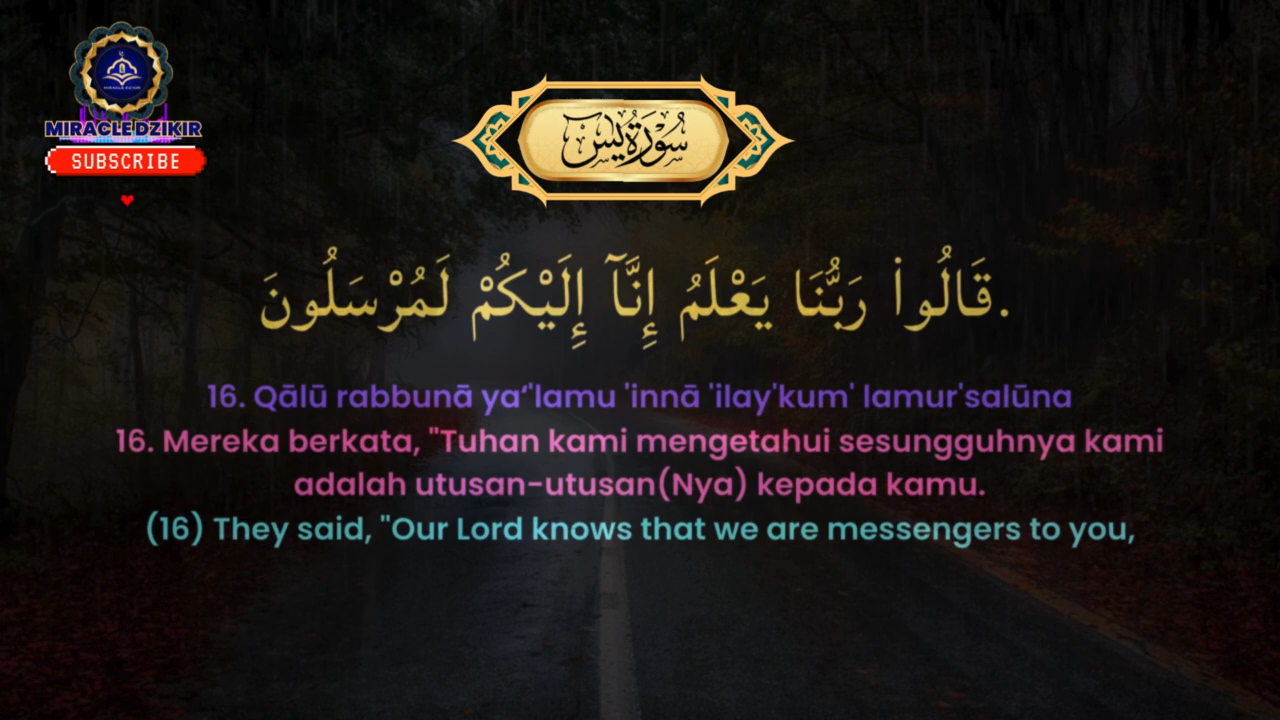 MIRACLE DZIKIR
MIRACLE DZIKIR
SUBSCRIBE
سُوْرَةُ يٰسٓ
.قَالُوا۟ رَبُّنَا يَعْلَمُ إِنَّآ إِلَيْكُمْ لَمُرْسَلُونَ
16. Qālū rabbunā ya‘'lamu 'innā 'ilay'kum' lamur'salūna
16. Mereka berkata, "Tuhan kami mengetahui sesungguhnya kami
adalah utusan-utusan(Nya) kepada kamu.
(16) They said, "Our Lord knows that we are messengers to you,